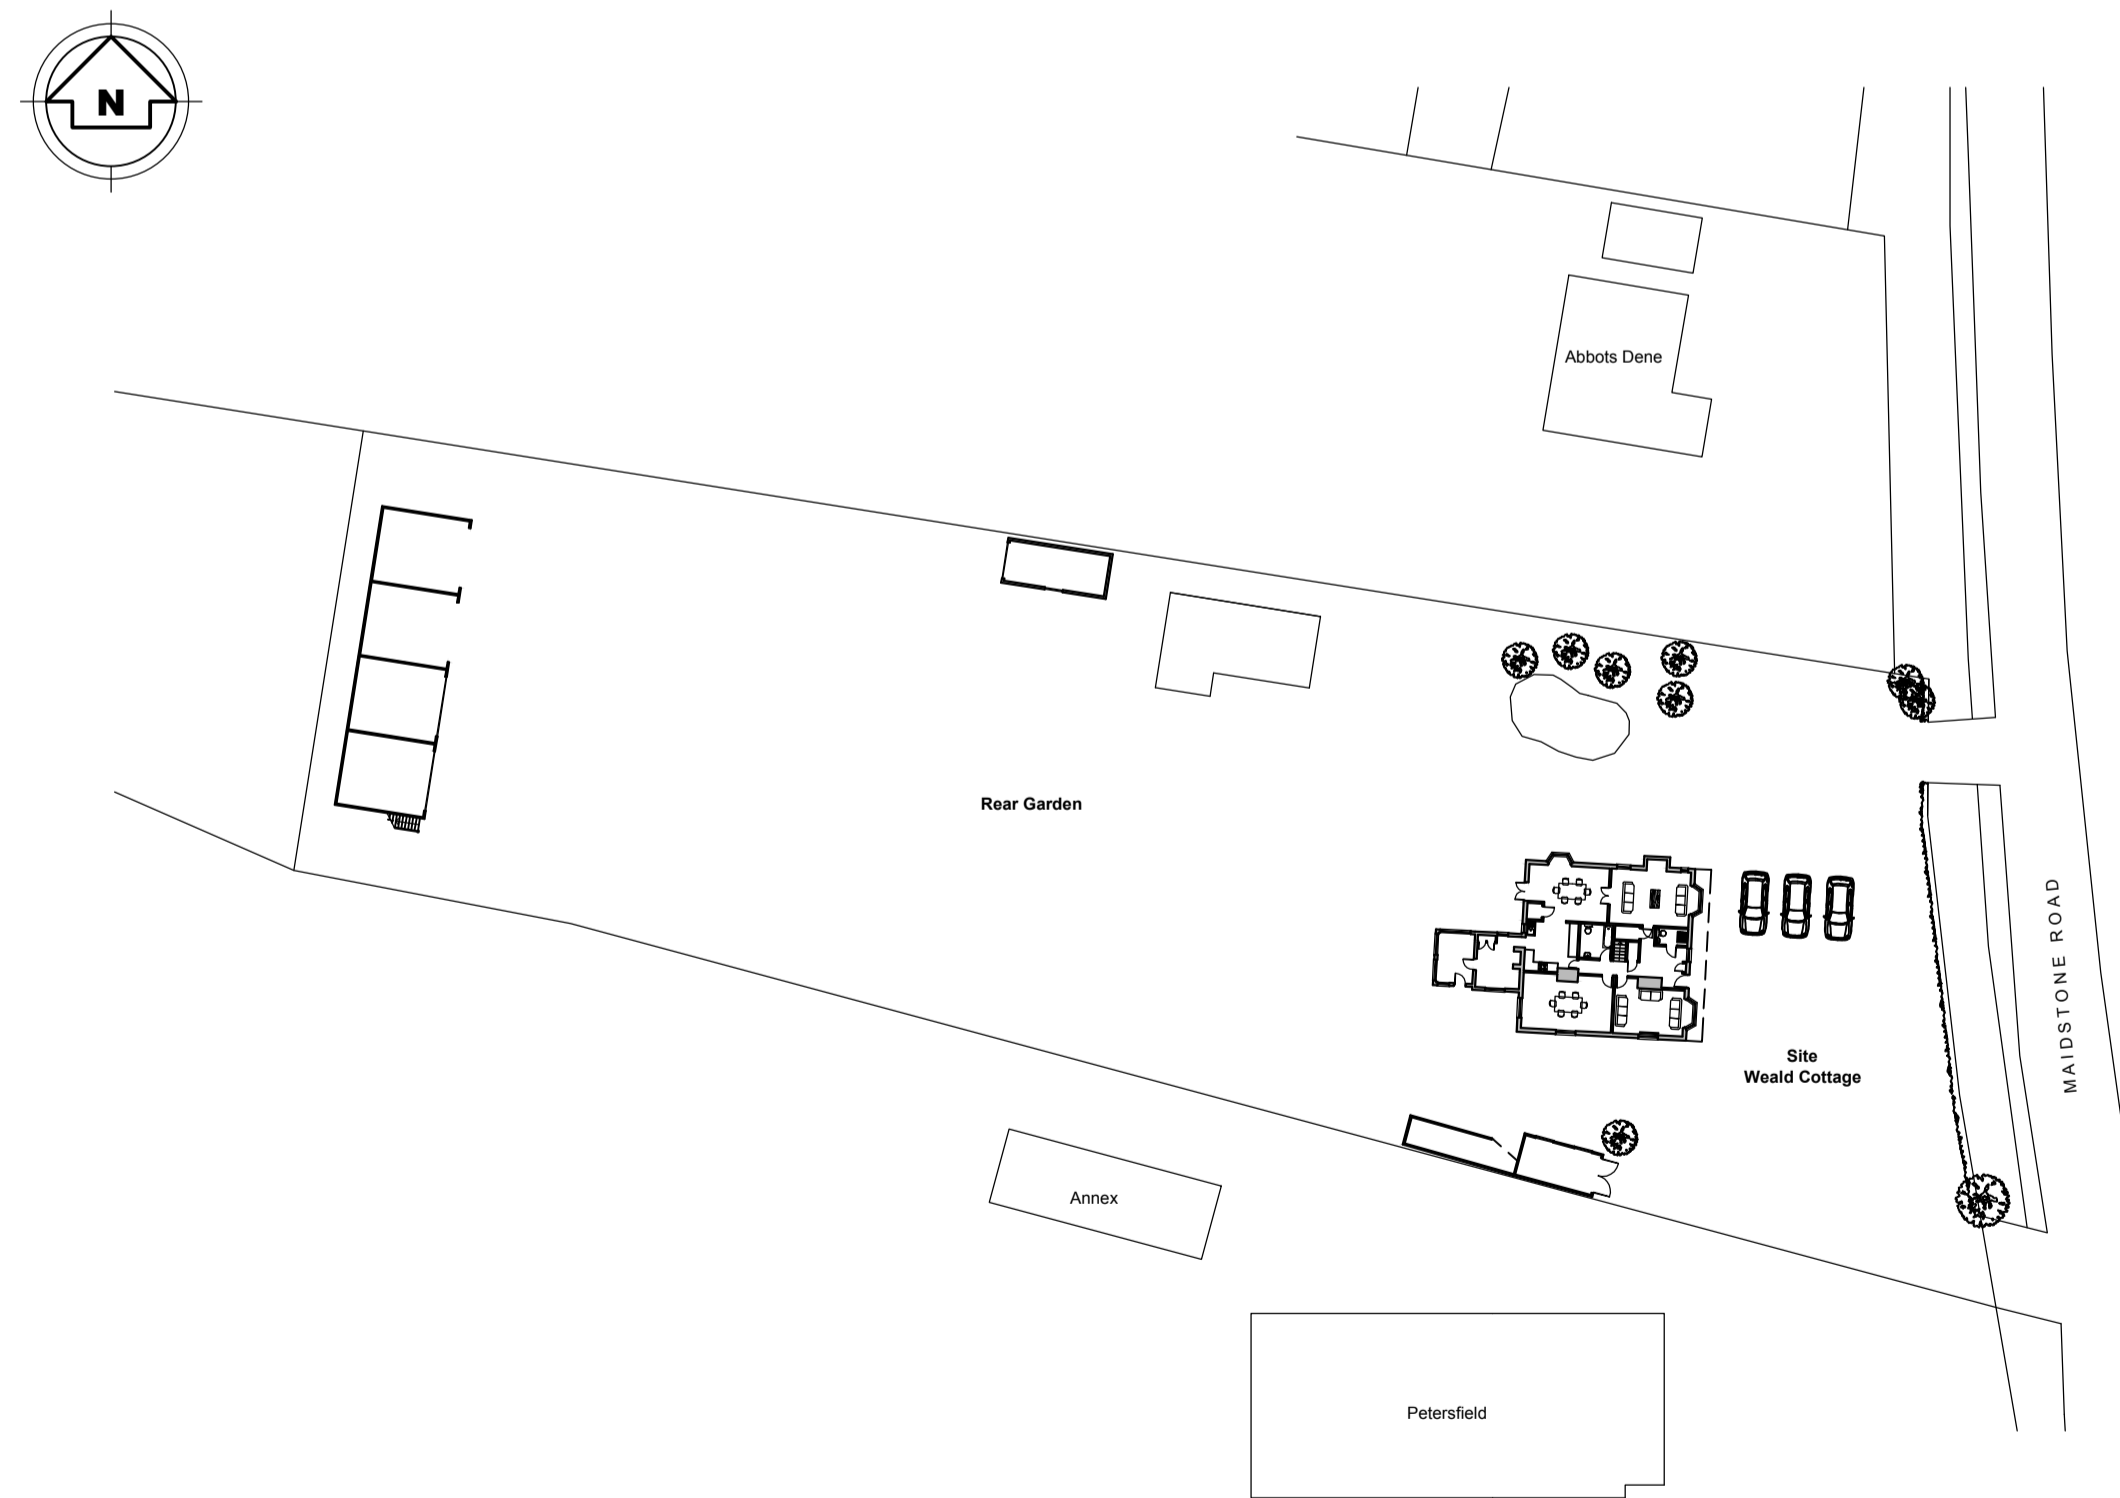 N
Abbots Dene
Rear Garden
MAIDSTONE ROAD
Site
Weald Cottage
Annex
Petersfield